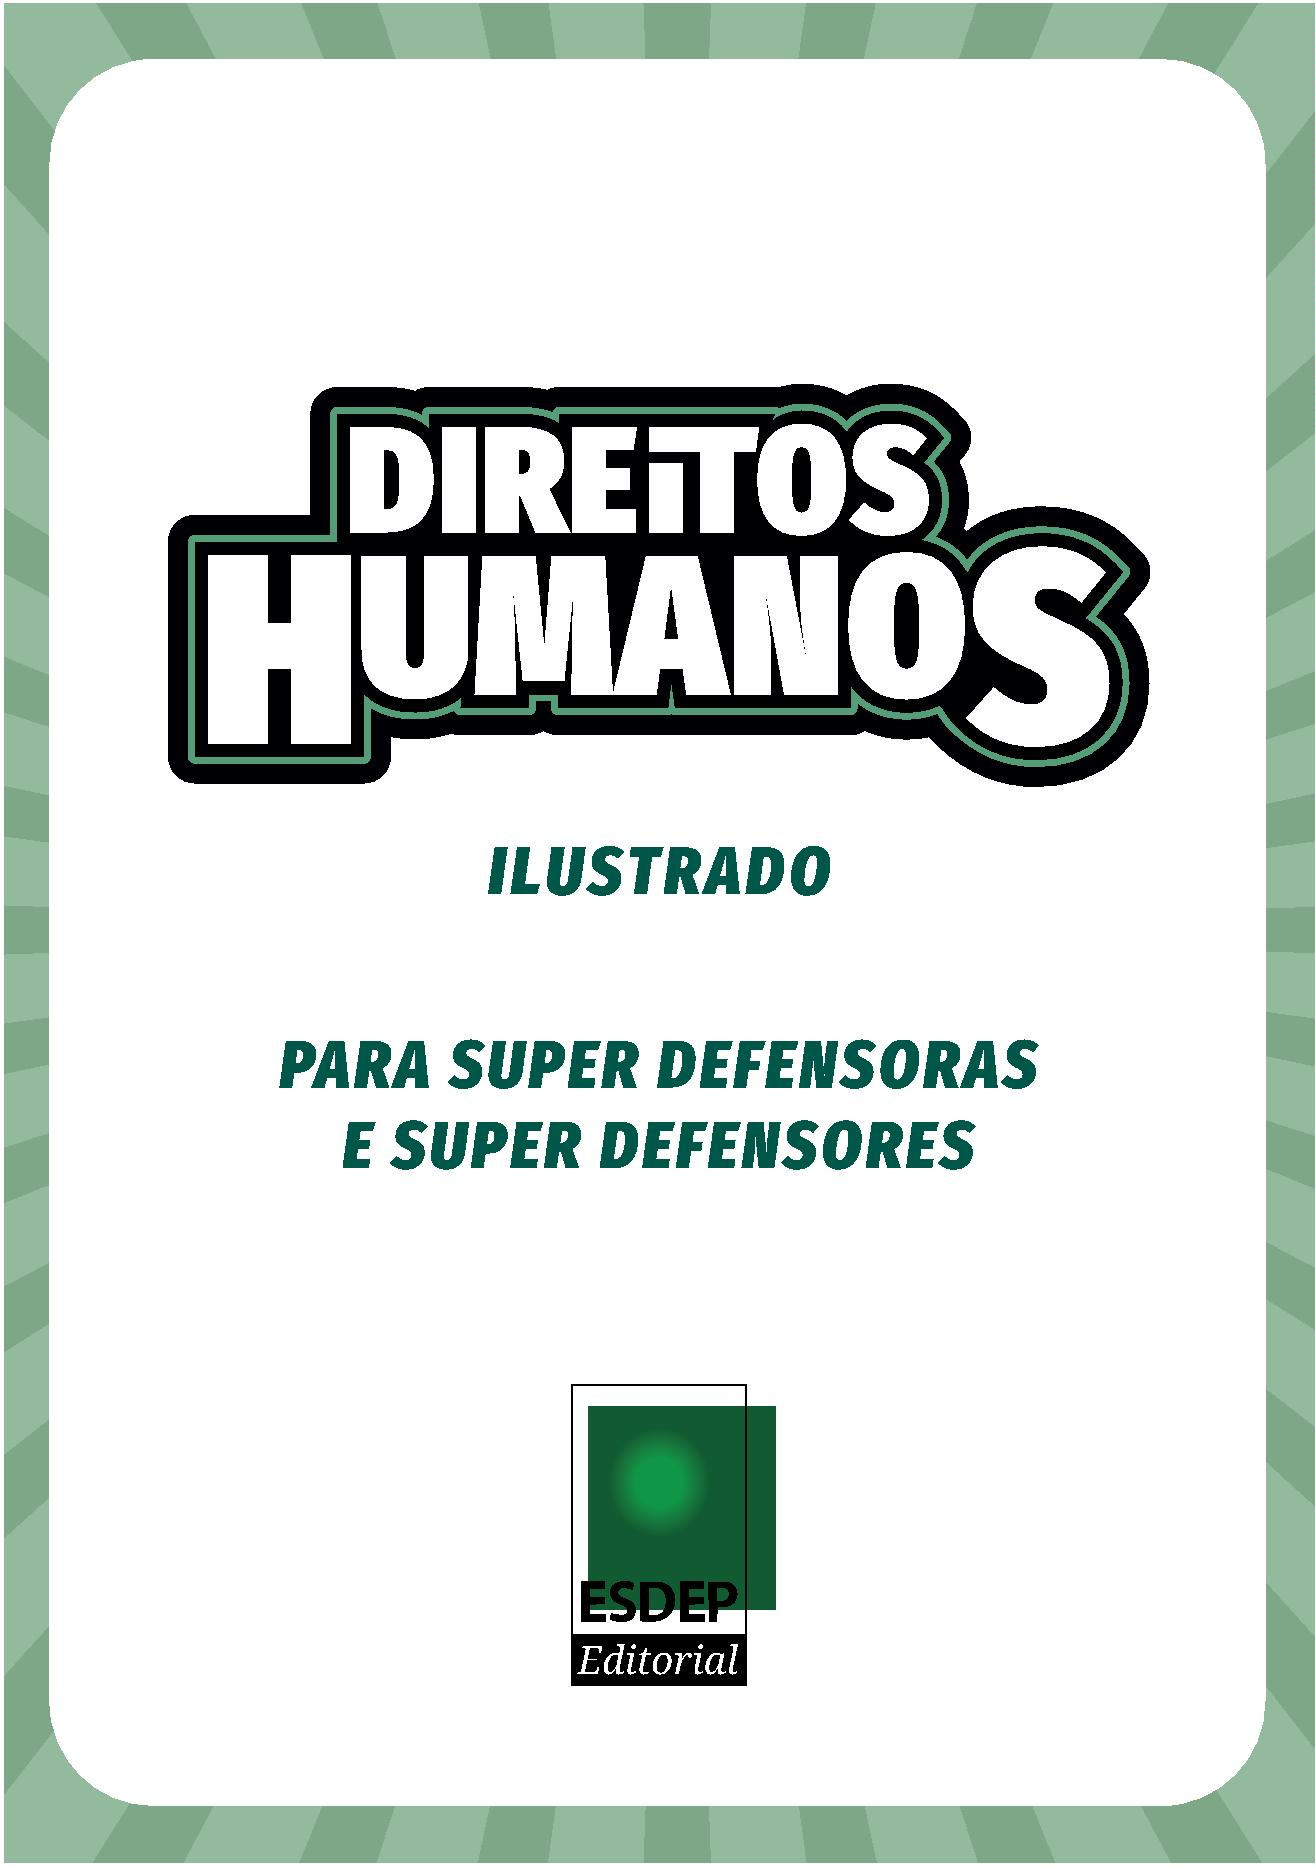 DIREITOS
HUMANOS
ILUSTRADO
PARA SUPER DEFENSORAS
E SUPER DEFENSORES
ESDEP
Editorial